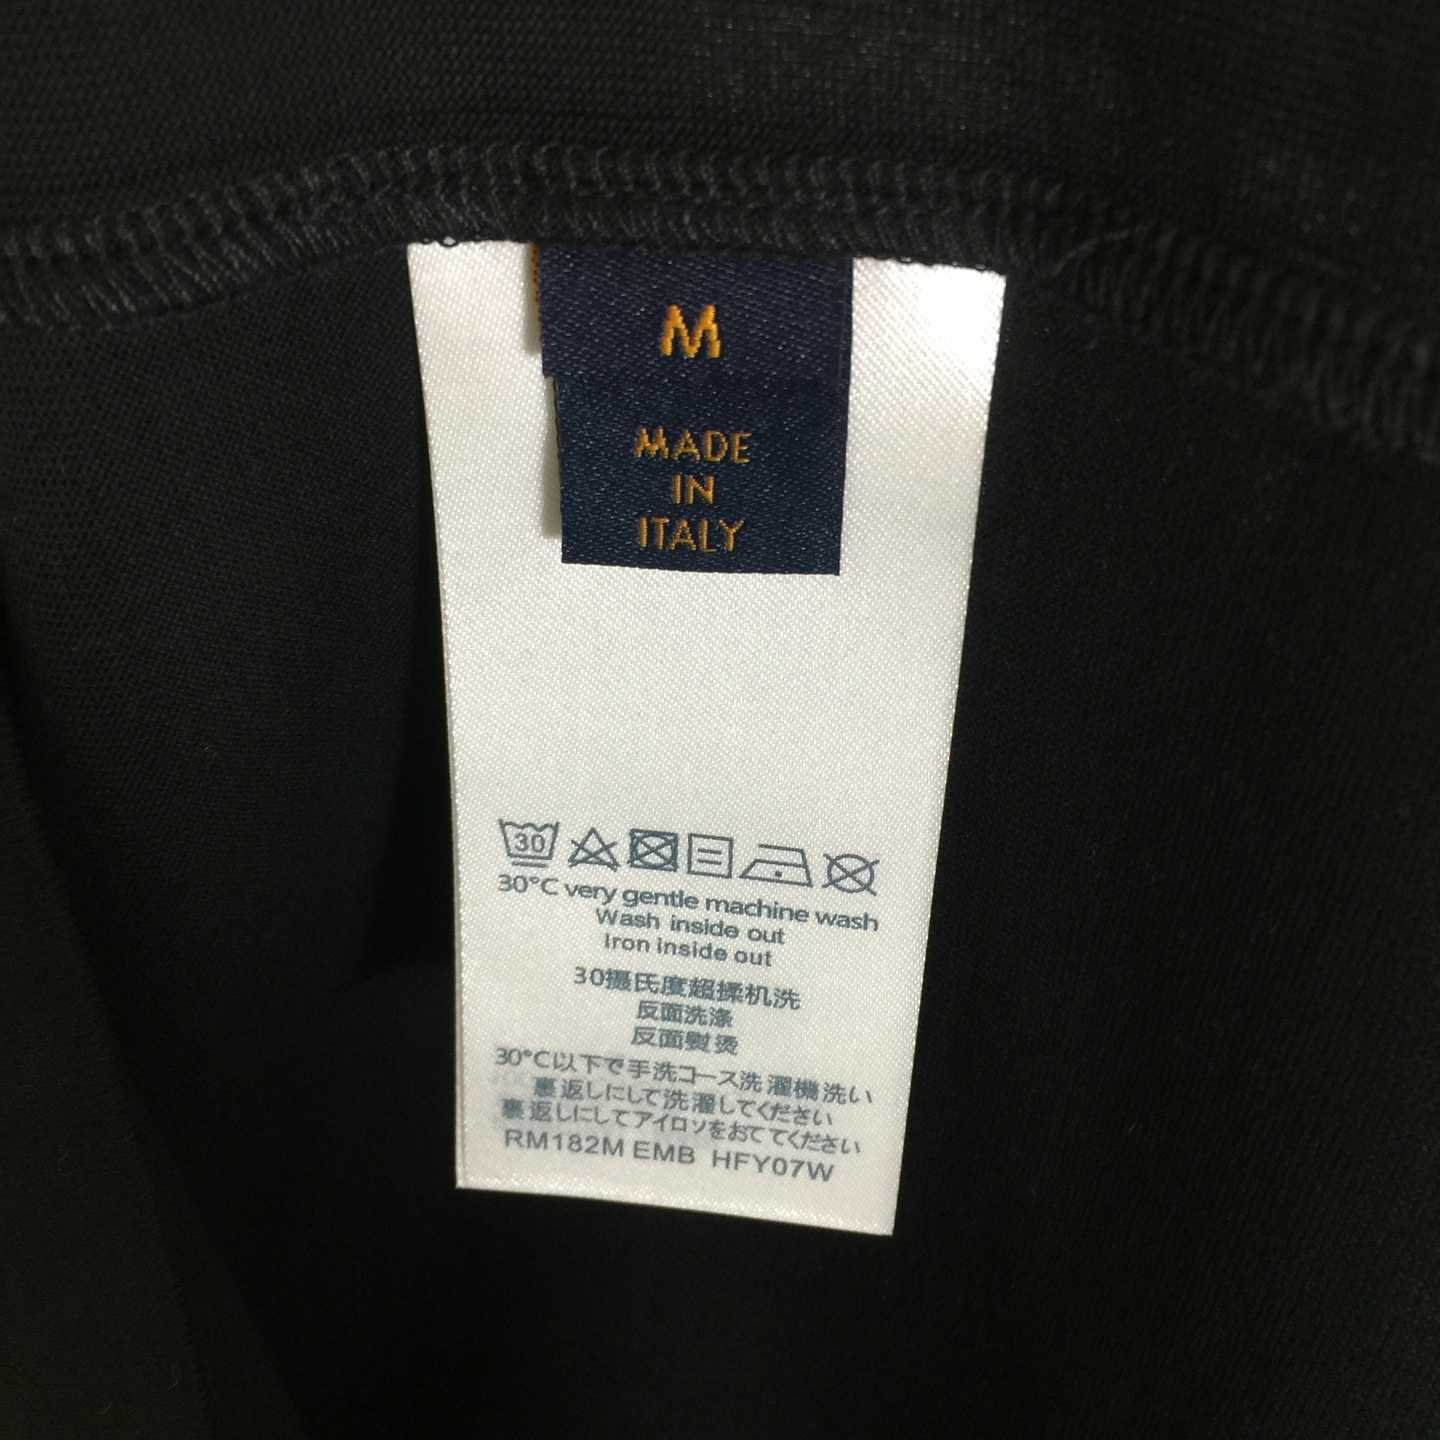 M
MADE
IN
ITALY
30
30°C very gentle machine wash
Wash inside out
Iron inside out
30摄氏度超揉机洗
反面洗涤
反面熨烫
30°C以下で手洗コース洗濯機洗い
裏返しにして洗濯してください
裏返しにしてアイロソをおててください
RM182M EMB HFY07W